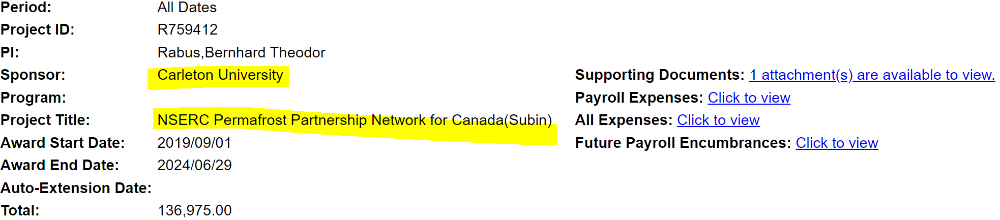 Period: All Dates
Project ID: R759412
PI: Rabus,Bernhard Theodor
Sponsor: Carleton University Supporting Documents: 1 attachment(s) are available to view.
Program: Payroll Expenses: Click to view
Project Title: NSERC Permafrost Partnership Network for Canada(Subin) All Expenses: Click to view
Award Start Date: 2019/09/01 Future Payroll Encumbrances: Click to view
Award End Date: 2024/06/29
Auto-Extension Date:
Total: 136,975.00